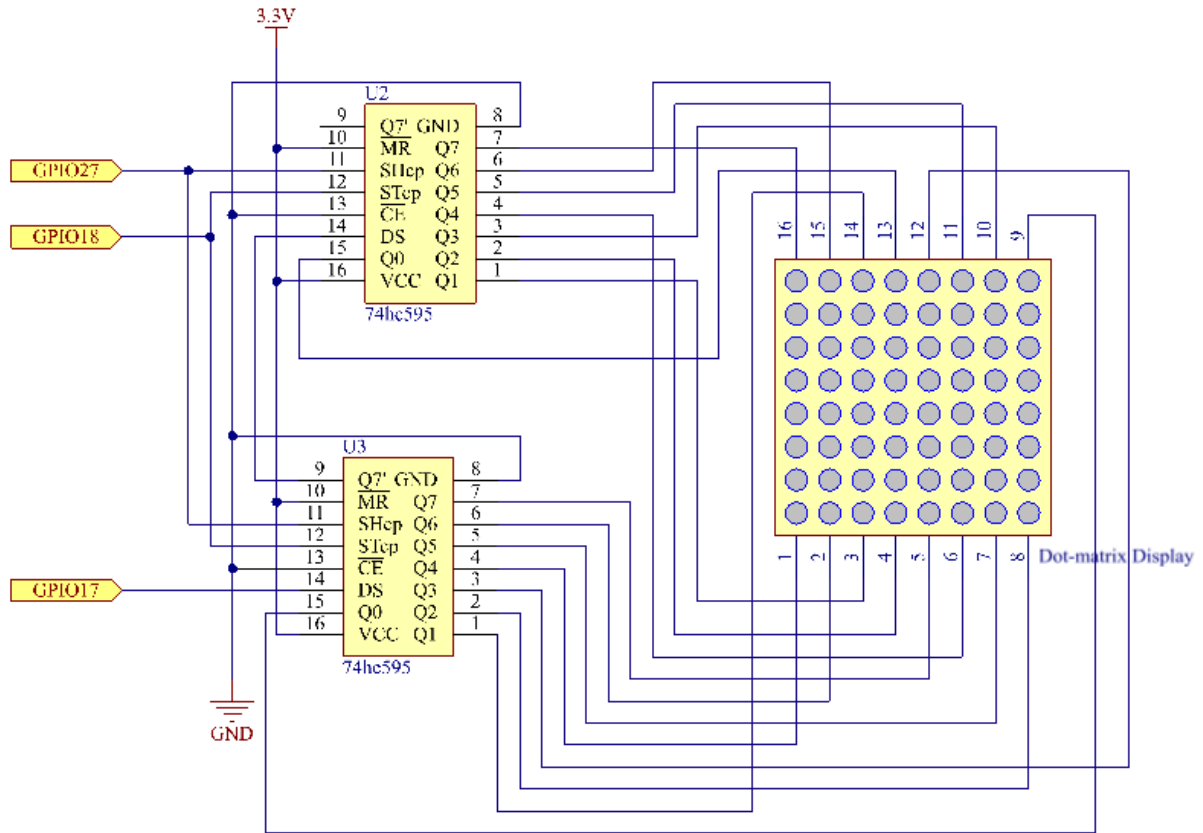 3.3V
U2
9 Q7' GND 8
10 MR Q7 7
GPIO27 11 SHcp Q6 6
12 STcp Q5 5
13 CE Q4 4
GPIO18 14 DS Q3 3
15 Q0 Q2 2
16 VCC Q1 1
74hc595
16 15 14 13 12 11 10 9
U3
9 Q7' GND 8
10 MR Q7 7
11 SHcp Q6 6
12 STcp Q5 5
13 CE Q4 4
GPIO17 14 DS Q3 3
15 Q0 Q2 2
16 VCC Q1 1
74hc595
1 2 3 4 5 6 7 8 Dot-matrix Display
GND